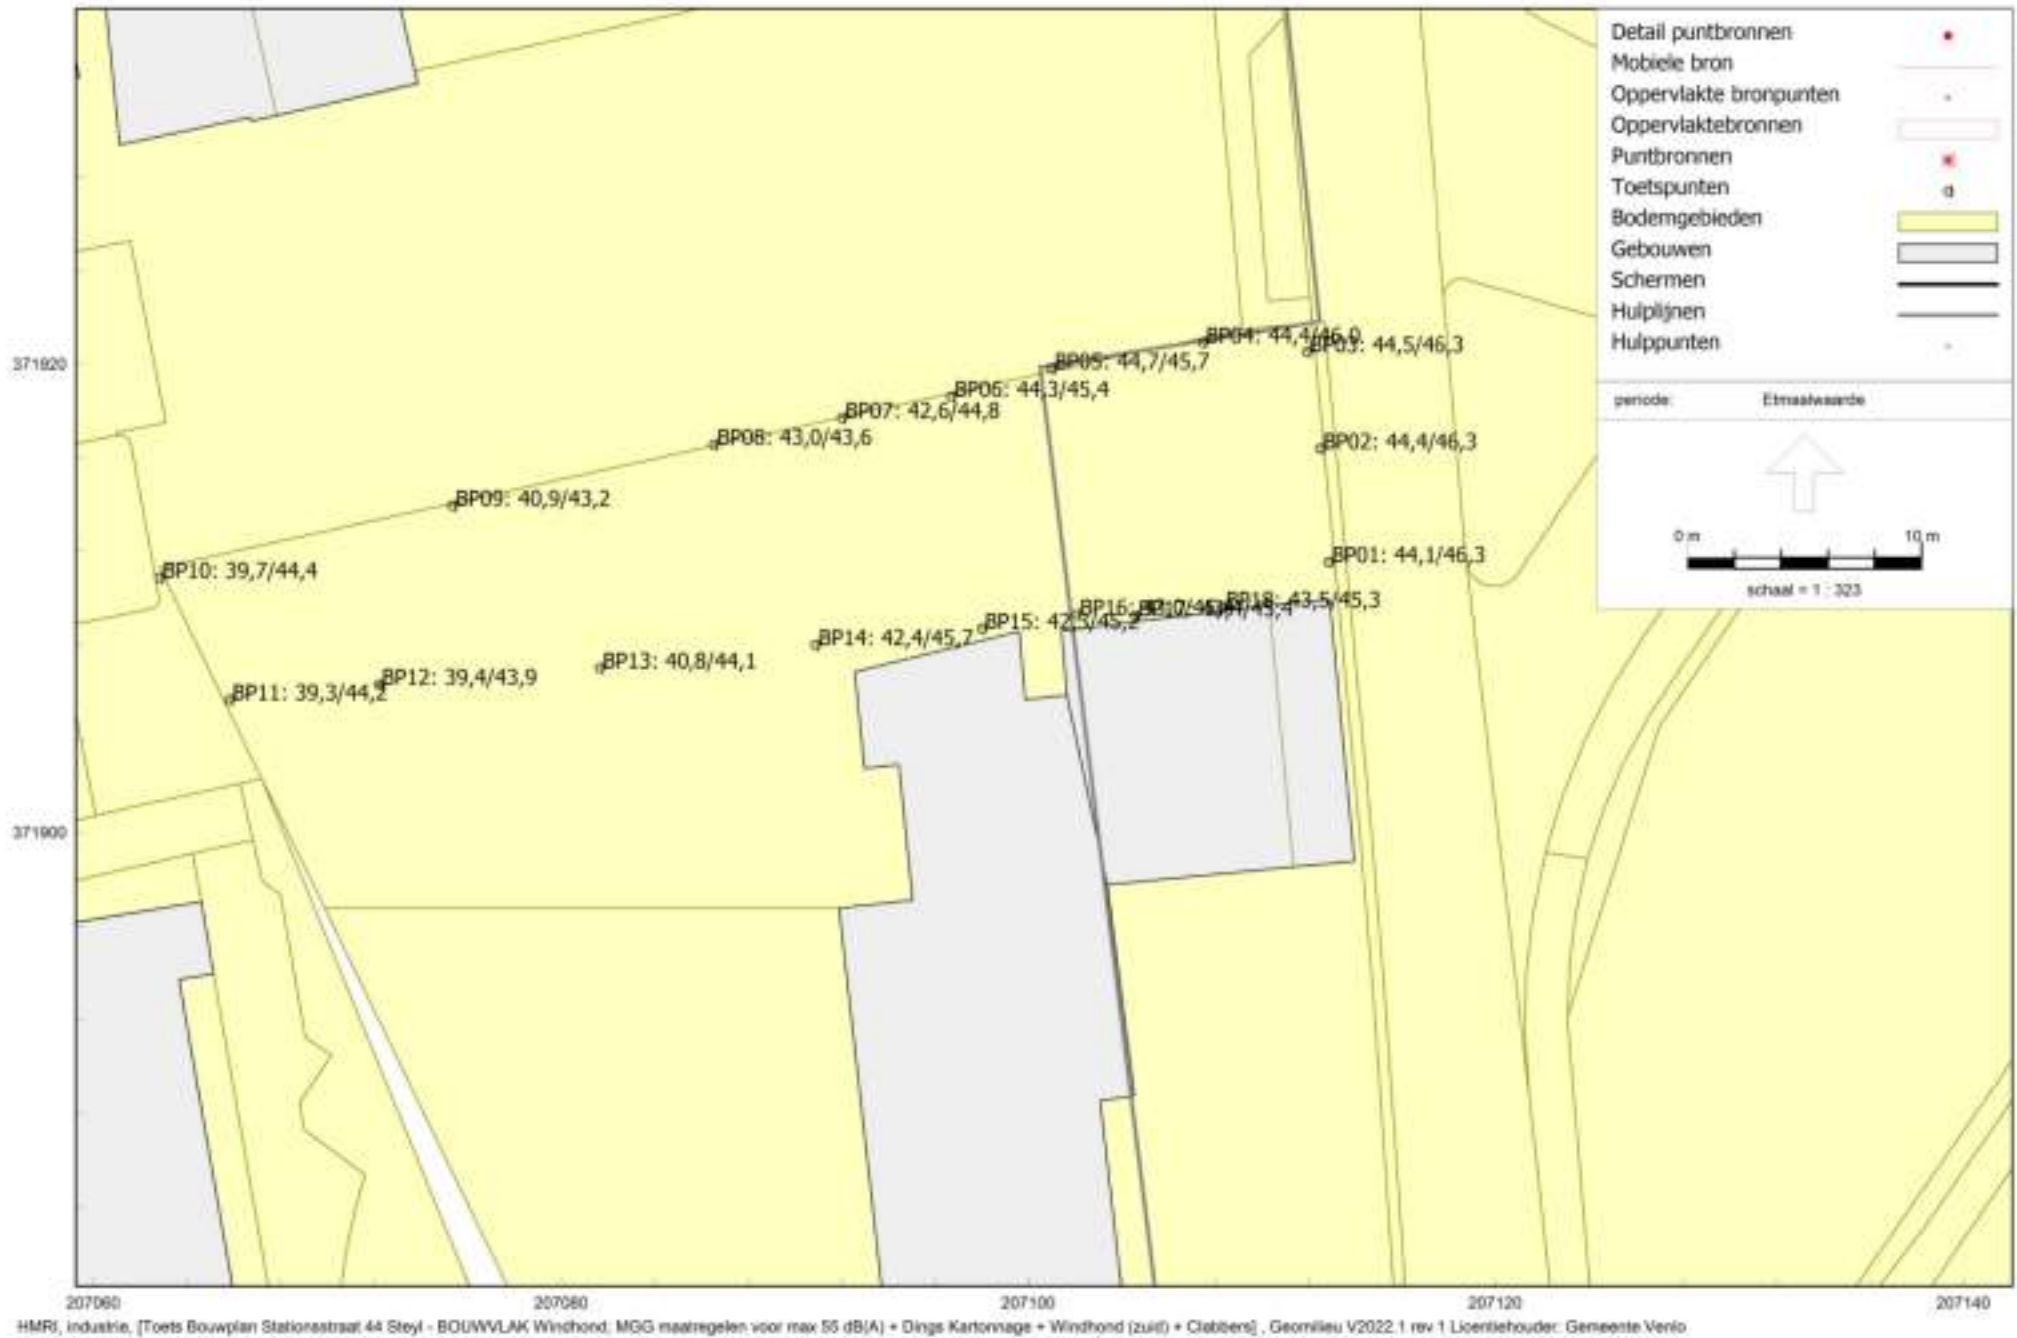 Detail puntbronnen
Mobiele bron
Oppervlakte bronpunten
Oppervlaktebronnen
Puntbronnen
Toetspunten
Bodemgebieden
Gebouwen
Schermen
Hulplijnen
Hulppunten
periode: Etmaalwaarde
0 m 10 m
schaal = 1 : 323
BP04: 44,4/46,0
BP03: 44,5/46,3
BP05: 44,7/45,7
BP06: 44,3/45,4
BP07: 42,6/44,8
BP08: 43,0/43,6
BP02: 44,4/46,3
BP09: 40,9/43,2
BP01: 44,1/46,3
BP10: 39,7/44,4
BP18: 43,5/45,3
BP16:
BP15: 42,5/45,2
BP14: 42,4/45,7
BP13: 40,8/44,1
BP12: 39,4/43,9
BP11: 39,3/44,2
371920
371900
207060 207080 207100 207120 207140
HMRI, industrie, [Toets Bouwplan Stationsstraat 44 Steyl - BOUWVLAK Windhond; MGG maatregelen voor max 55 dB(A) + Dings Kartonnage + Windhond (zuid) + Clabbers] , Geomilieu V2022.1 rev 1 Licentiehouder: Gemeente Venlo